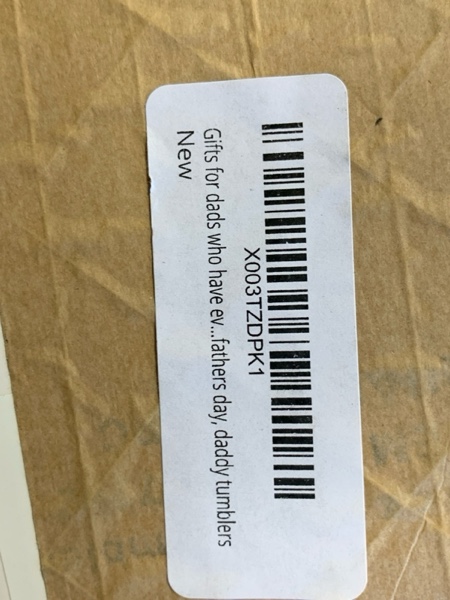 X003TZDPK1
Gifts for dads who have ev...fathers day, daddy tumblers
New